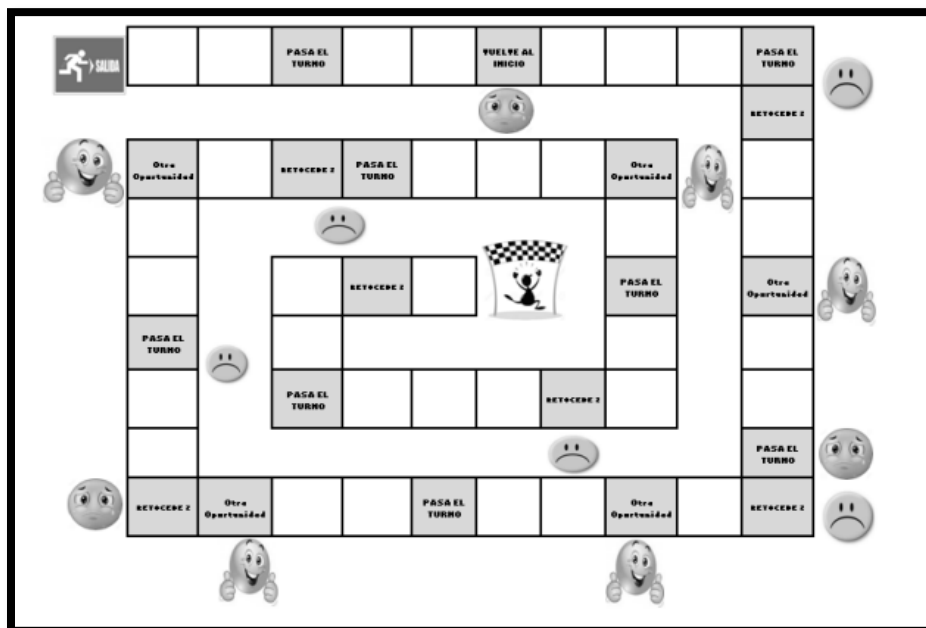 SALIDA
PASA EL
TURNO
VUELVE AL
INICIO
PASA EL
TURNO
RETOCEDE 2
Otra
Oportunidad
RETOCEDE 2
PASA EL
TURNO
Otra
Oportunidad
RETOCEDE 2
PASA EL
TURNO
Otra
Oportunidad
PASA EL
TURNO
PASA EL
TURNO
RETOCEDE 2
PASA EL
TURNO
RETOCEDE 2
Otra
Oportunidad
PASA EL
TURNO
Otra
Oportunidad
RETOCEDE 2